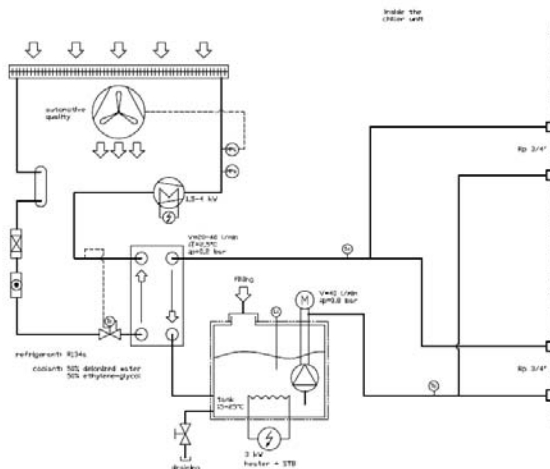 inside the
chiller unit
automotive
quality
Rp 3/4"
1,5-4 kW
V=20-40 l/min
ΔT=2,5°C
Δp=0,2 bar
filling
M
V=40 l/min
Δp=0,8 bar
refrigerant: R134a
coolant: 50% deionized water
50% ethylene-glycol
Rp 3/4"
tank
15-25°C
3 kW
heater + STB
draining